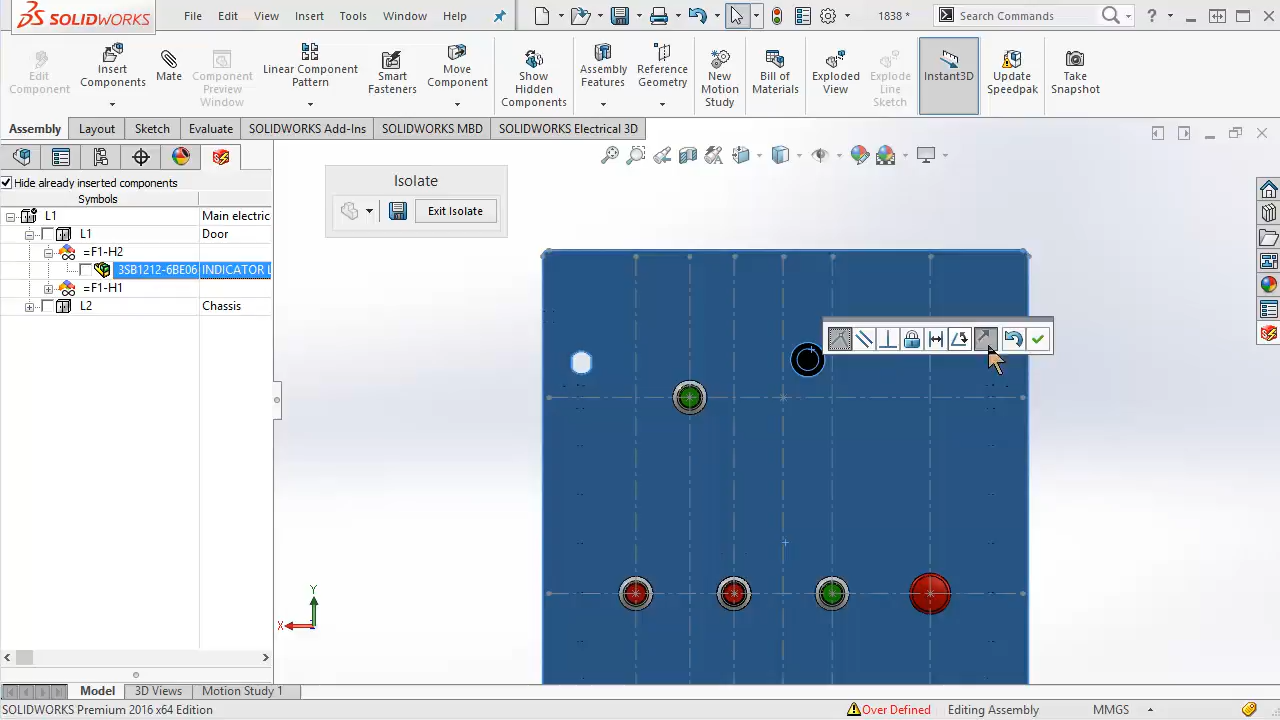 SOLIDWORKS File Edit View Insert Tools Window Help 1838 * Search Commands ?
Edit Component
Insert Components
Mate
Component Preview Window
Linear Component Pattern
Smart Fasteners
Move Component
Show Hidden Components
Assembly Features
Reference Geometry
New Motion Study
Bill of Materials
Exploded View
Explode Line Sketch
Instant3D
Update Speedpak
Take Snapshot
Assembly Layout Sketch Evaluate SOLIDWORKS Add-Ins SOLIDWORKS MBD SOLIDWORKS Electrical 3D
Hide already inserted components
Symbols
L1 Main electric
L1 Door
=F1-H2
3SB1212-6BE06 INDICATOR L
=F1-H1
L2 Chassis
Isolate
Exit Isolate
Y
X
Model 3D Views Motion Study 1
SOLIDWORKS Premium 2016 x64 Edition Over Defined Editing Assembly MMGS